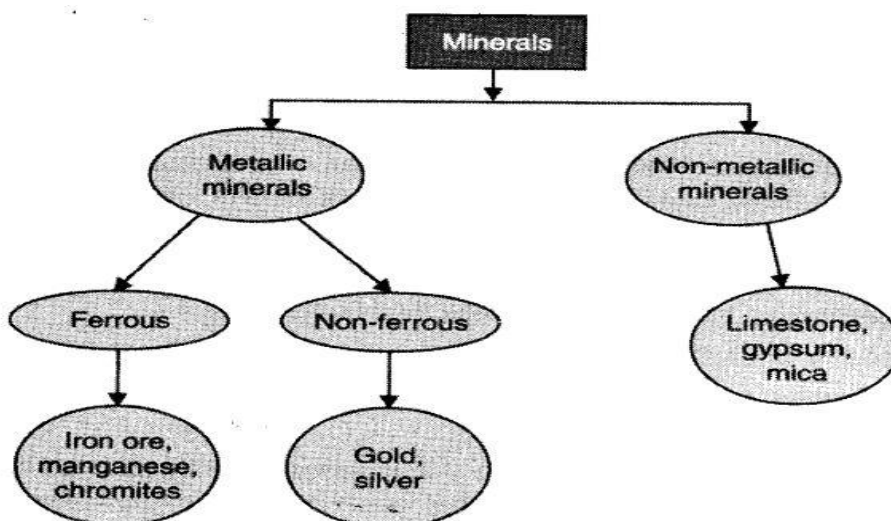 Minerals
Metallic
minerals
Non-metallic
minerals
Ferrous
Non-ferrous
Limestone,
gypsum,
mica
Iron ore,
manganese,
chromites
Gold,
silver